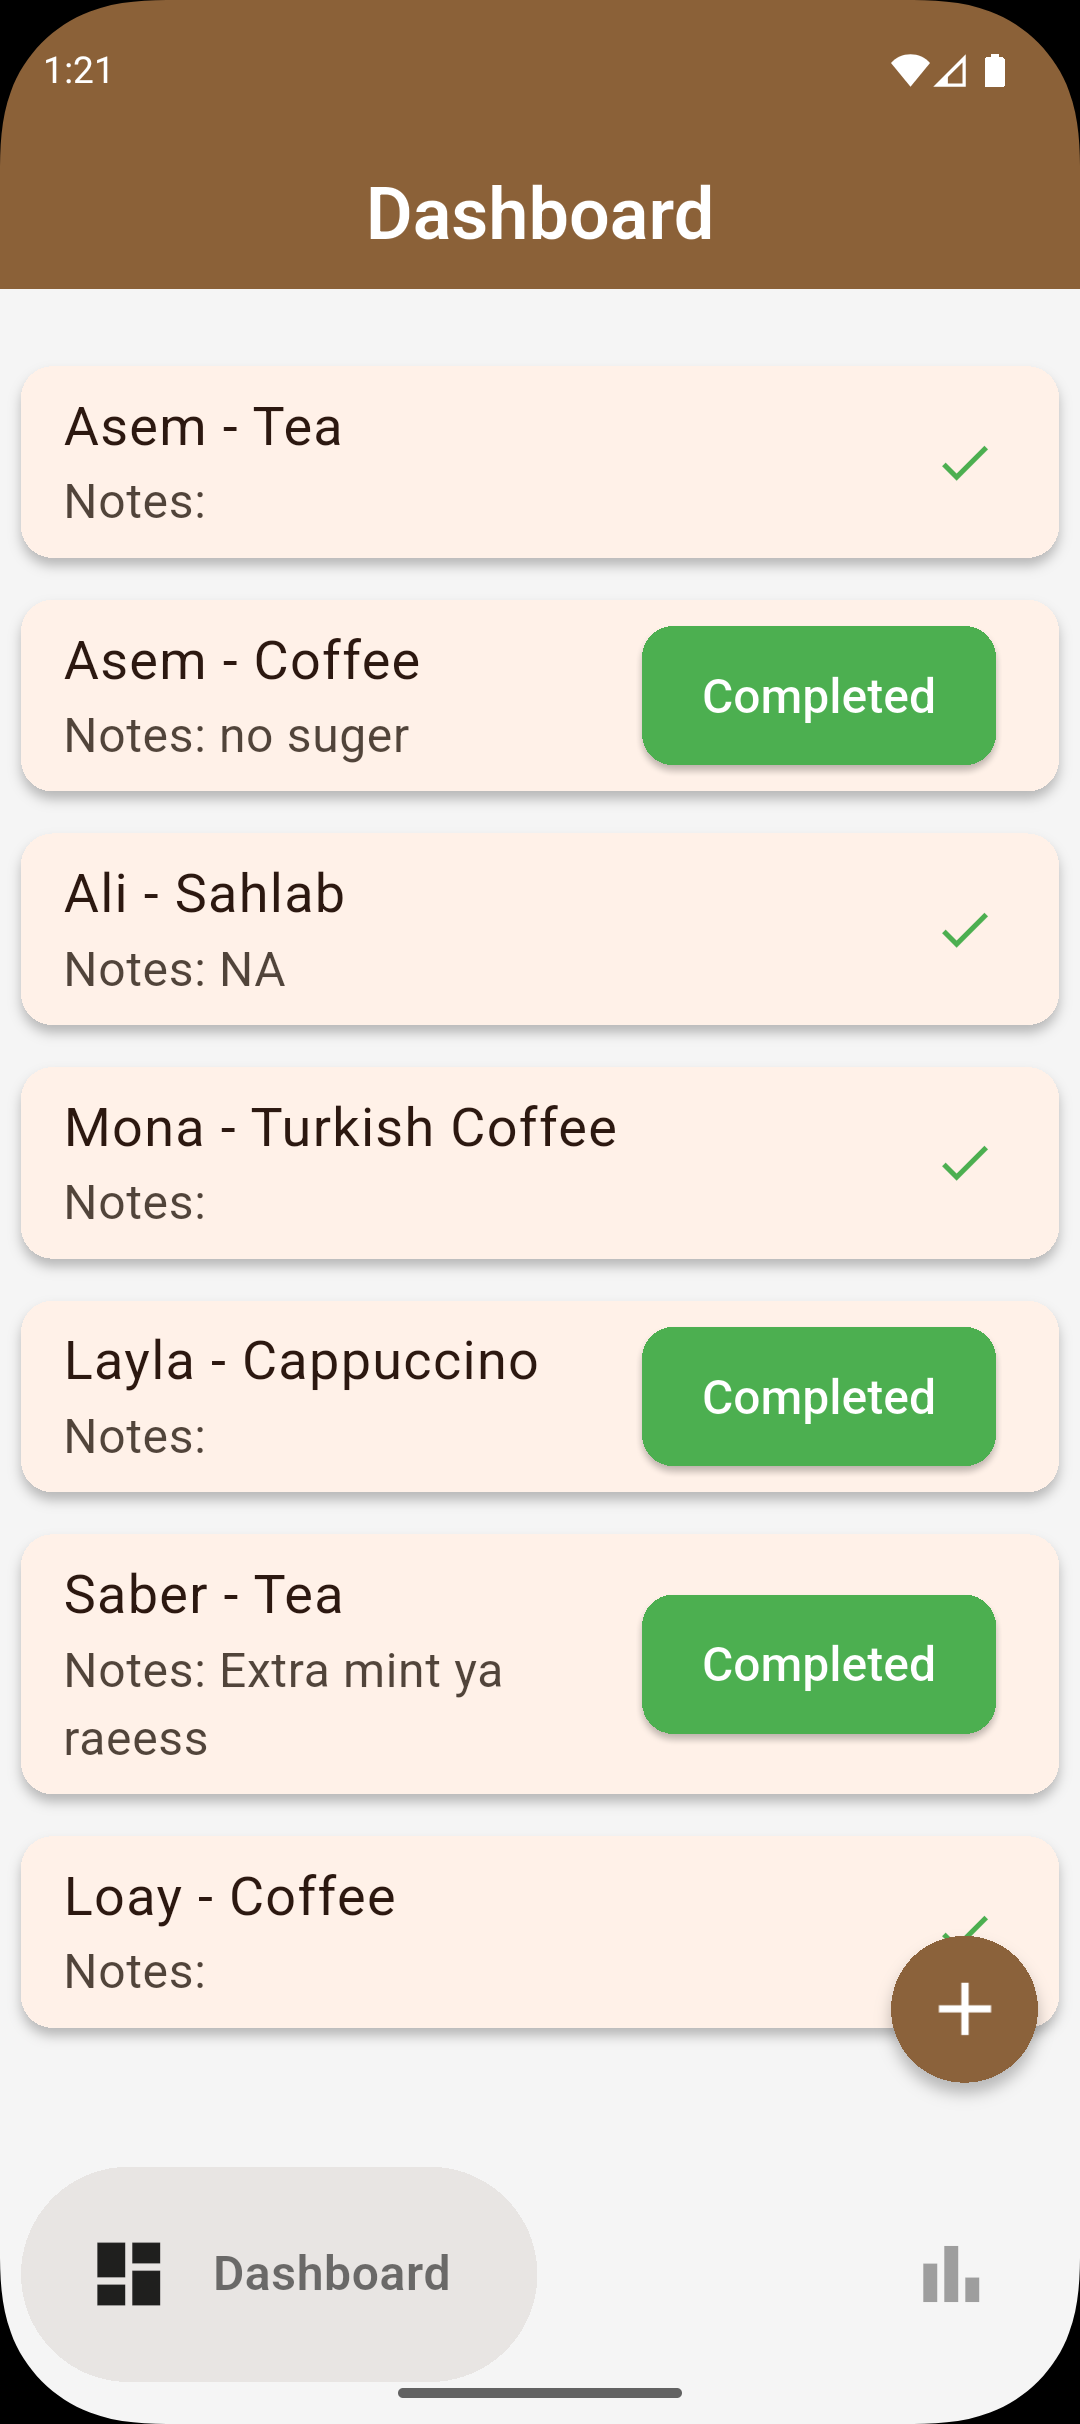 1:21
Dashboard
Asem - Tea
Notes:
Asem - Coffee
Notes: no suger
Completed
Ali - Sahlab
Notes: NA
Mona - Turkish Coffee
Notes:
Layla - Cappuccino
Notes:
Completed
Saber - Tea
Notes: Extra mint ya
raeess
Completed
Loay - Coffee
Notes:
Dashboard